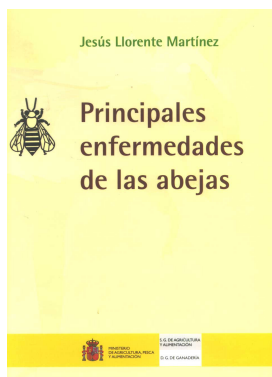 Jesús Llorente Martínez
Principales
enfermedades
de las abejas
MINISTERIO
DE AGRICULTURA, PESCA
Y ALIMENTACIÓN
S. G. DE AGRICULTURA
Y ALIMENTACIÓN
D. G. DE GANADERÍA